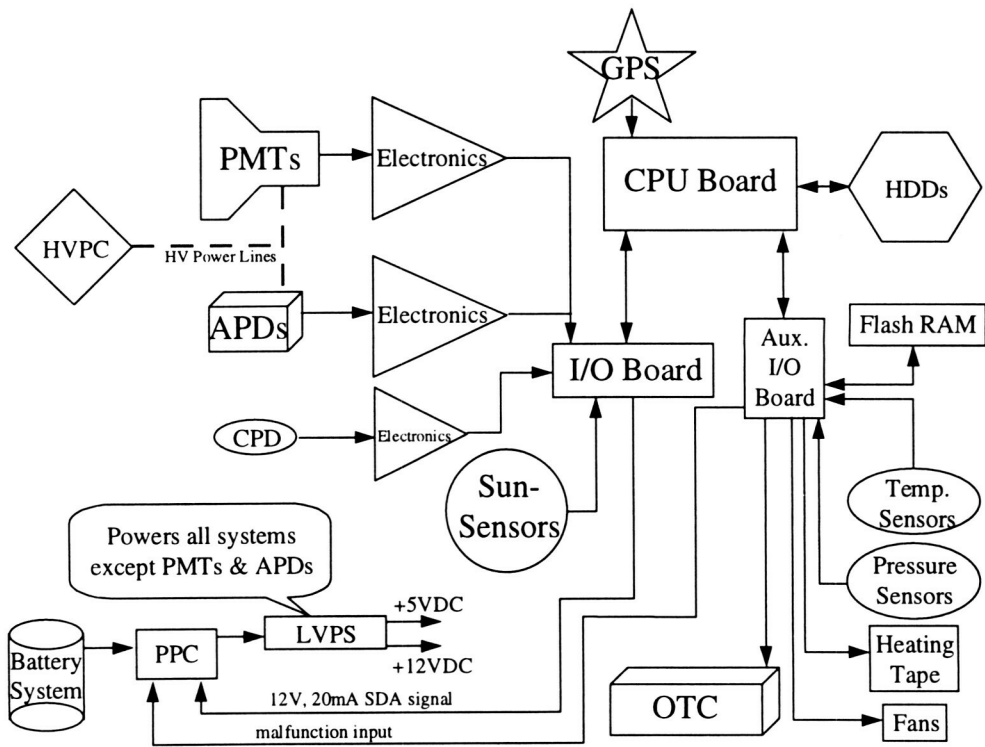 GPS
PMTs
Electronics
CPU Board
HDDs
HVPC
HV Power Lines
APDs
Electronics
I/O Board
Aux.
I/O
Board
Flash RAM
CPD
Electronics
Sun-
Sensors
Temp.
Sensors
Powers all systems
except PMTs & APDs
Pressure
Sensors
+5VDC
LVPS
+12VDC
Battery
System
PPC
Heating
Tape
12V, 20mA SDA signal
OTC
Fans
malfunction input